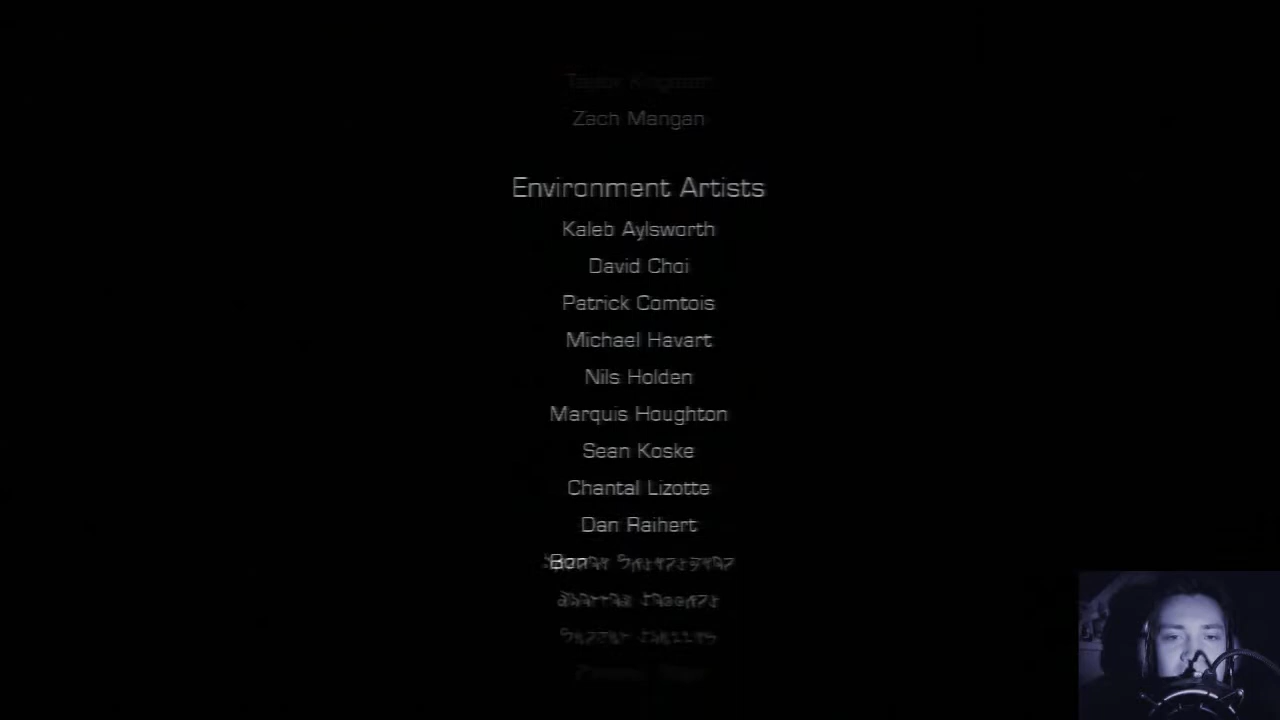 Zach Mangan
Environment Artists
Kaleb Aylsworth
David Choi
Patrick Comtois
Michael Havart
Nils Holden
Marquis Houghton
Sean Koske
Chantal Lizotte
Dan Raihert